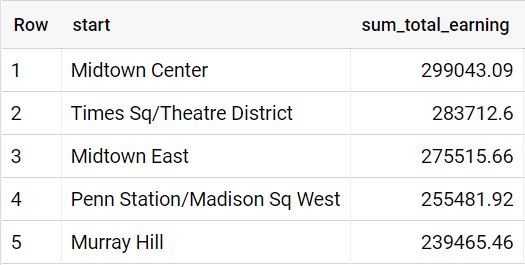 Row start sum_total_earning
1 Midtown Center 299043.09
2 Times Sq/Theatre District 283712.6
3 Midtown East 275515.66
4 Penn Station/Madison Sq West 255481.92
5 Murray Hill 239465.46